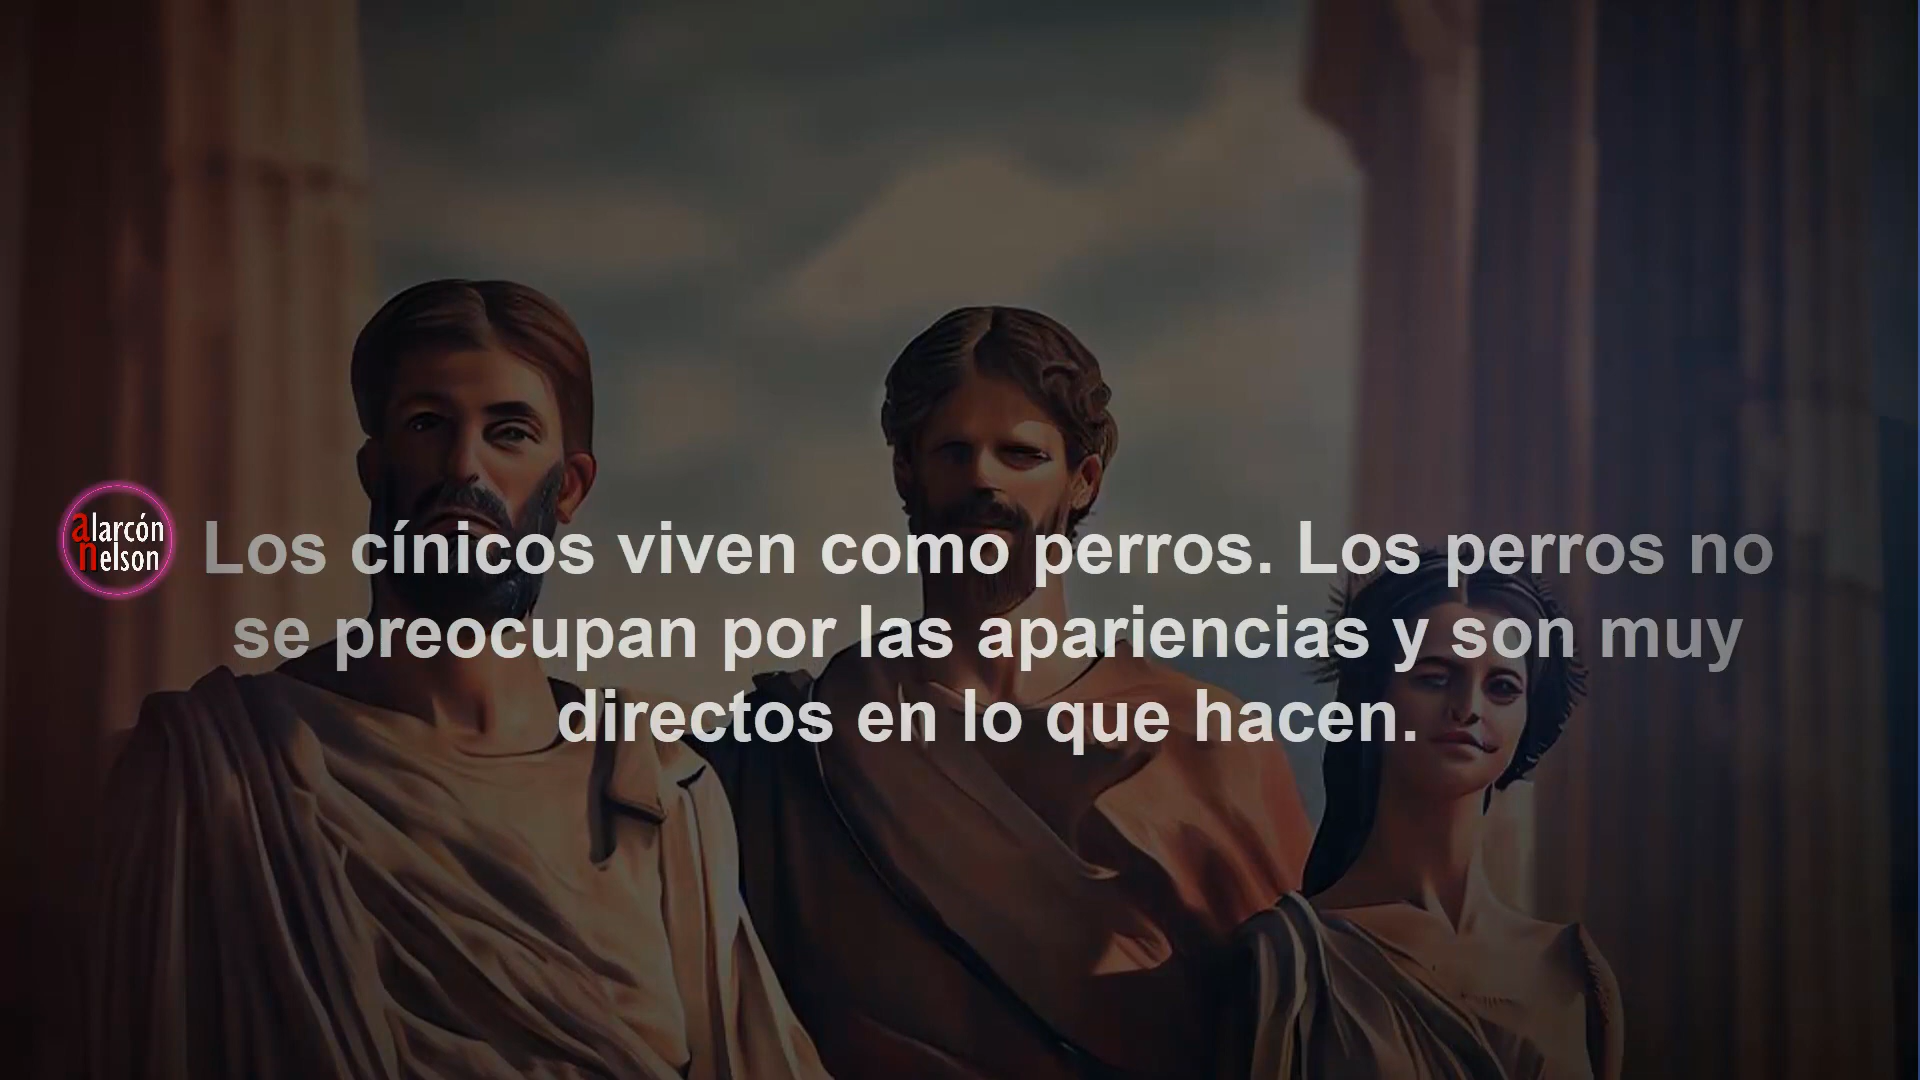 alarcón
nelson
Los cínicos viven como perros. Los perros no
se preocupan por las apariencias y son muy
directos en lo que hacen.